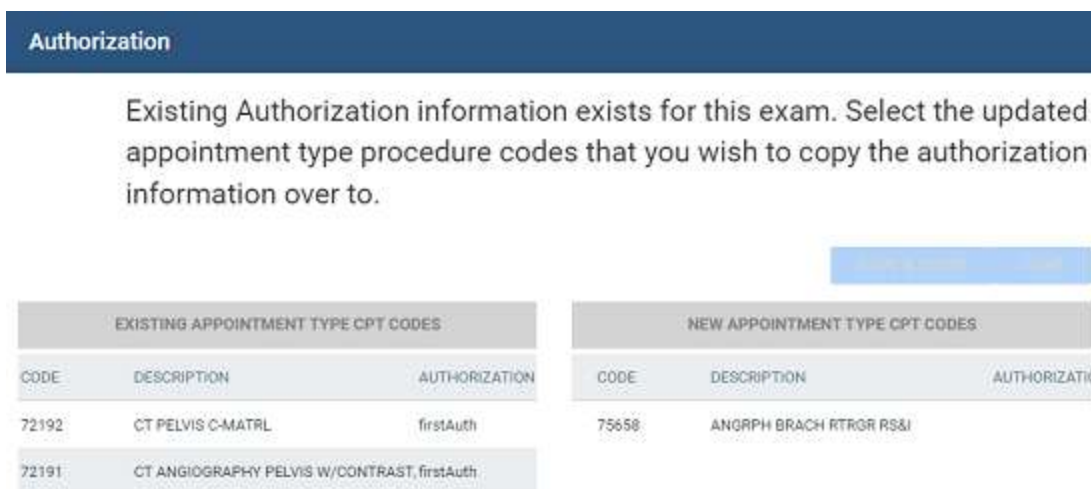 Authorization
Existing Authorization information exists for this exam. Select the updated
appointment type procedure codes that you wish to copy the authorization
information over to.
EXISTING APPOINTMENT TYPE CPT CODES
NEW APPOINTMENT TYPE CPT CODES
CODE DESCRIPTION AUTHORIZATION
CODE DESCRIPTION AUTHORIZATIO
72192 CT PELVIS C-MATRL firstAuth
75658 ANGRPH BRACH RTRGR RS&I
72191 CT ANGIOGRAPHY PELVIS W/CONTRAST, firstAuth